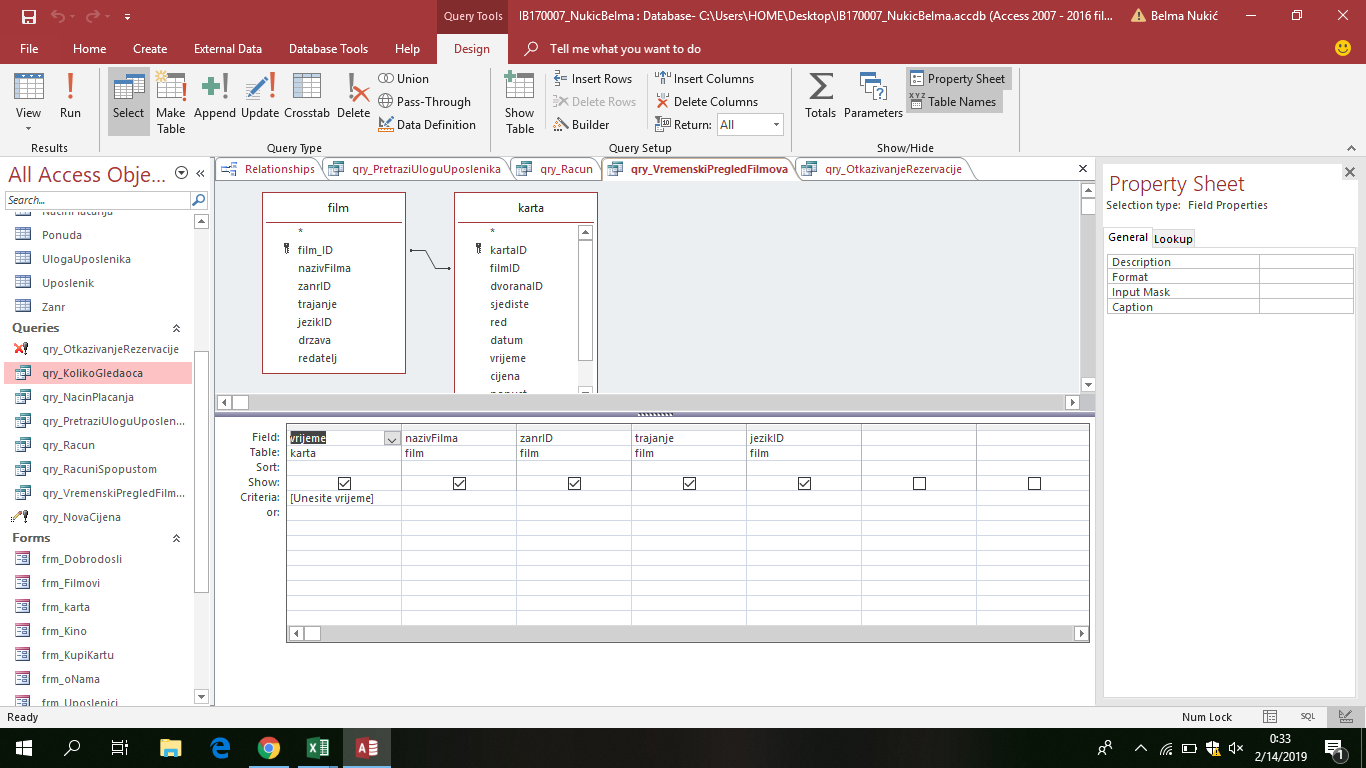 Query Tools
IB170007_NukicBelma : Database- C:\Users\HOME\Desktop\IB170007_NukicBelma.accdb (Access 2007 - 2016 fil...
Belma Nukić
File Home Create External Data Database Tools Help Design Tell me what you want to do
View
Run
Select
Make Table
Append
Update
Crosstab
Delete
Union
Pass-Through
Data Definition
Show Table
Insert Rows
Delete Rows
Builder
Insert Columns
Delete Columns
Return: All
Totals
Parameters
Property Sheet
XYZ Table Names
Results
Query Type
Query Setup
Show/Hide
All Access Obje...
Search...
NacinPlacanja
Ponuda
UlogaUposlenika
Uposlenik
Zanr
Queries
qry_OtkazivanjeRezervacije
qry_KolikoGledaoca
qry_NacinPlacanja
qry_PretraziUloguUposlen...
qry_Racun
qry_RacuniSpopustom
qry_VremenskiPregledFilm...
qry_NovaCijena
Forms
frm_Dobrodosli
frm_Filmovi
frm_karta
frm_Kino
frm_KupiKartu
frm_oNama
frm_Uposlenici
Relationships
qry_PretraziUloguUposlenika
qry_Racun
qry_VremenskiPregledFilmova
qry_OtkazivanjeRezervacije
film
*
film_ID
nazivFilma
zanrID
trajanje
jezikID
drzava
redatelj
karta
*
kartaID
filmID
dvoranaID
sjediste
red
datum
vrijeme
cijena
popust
Field: vrijeme nazivFilma zanrID trajanje jezikID
Table: karta film film film film
Sort:
Show:
Criteria: [Unesite vrijeme]
or:
Property Sheet
Selection type: Field Properties
General Lookup
Description
Format
Input Mask
Caption
Ready
Num Lock
SQL
0:33
2/14/2019
1